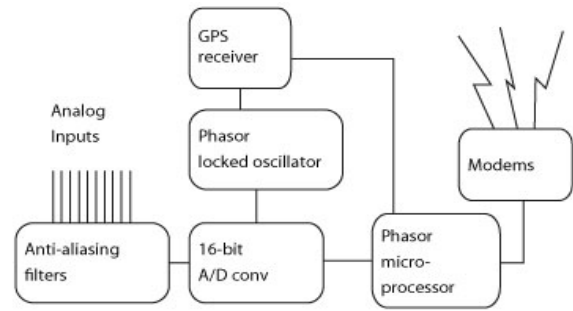 GPS
receiver
Analog
Inputs
Phasor
locked oscillator
Modems
Anti-aliasing
filters
16-bit
A/D conv
Phasor
micro-
processor